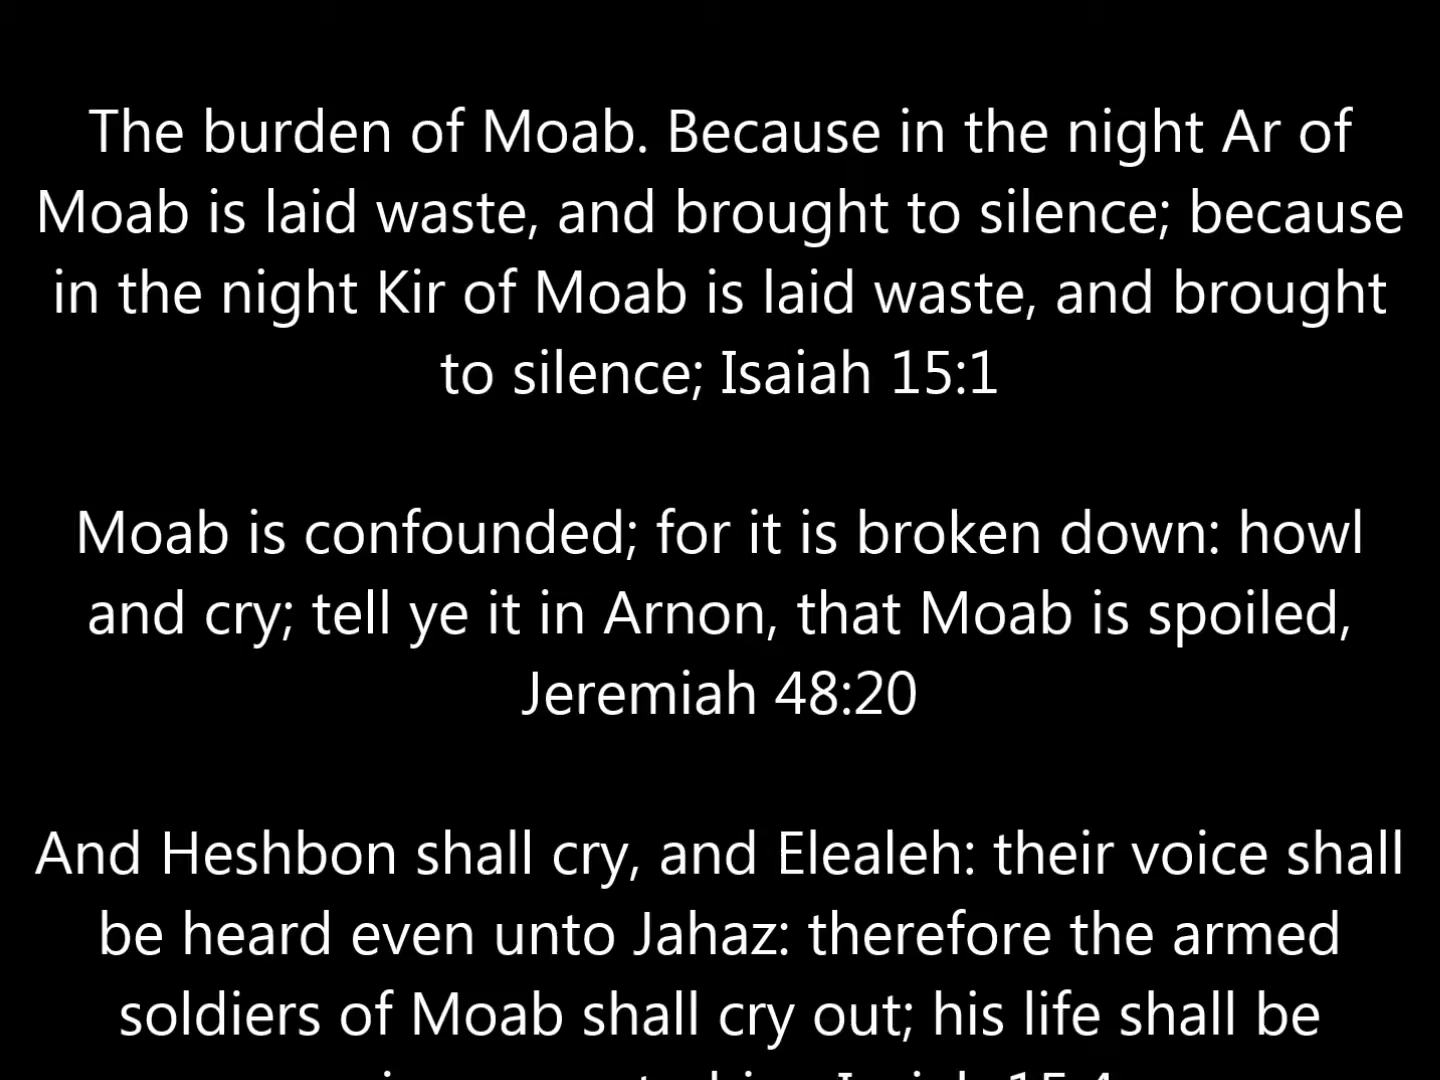 The burden of Moab. Because in the night Ar of
Moab is laid waste, and brought to silence; because
in the night Kir of Moab is laid waste, and brought
to silence; Isaiah 15:1
Moab is confounded; for it is broken down: howl
and cry; tell ye it in Arnon, that Moab is spoiled,
Jeremiah 48:20
And Heshbon shall cry, and Elealeh: their voice shall
be heard even unto Jahaz: therefore the armed
soldiers of Moab shall cry out; his life shall be